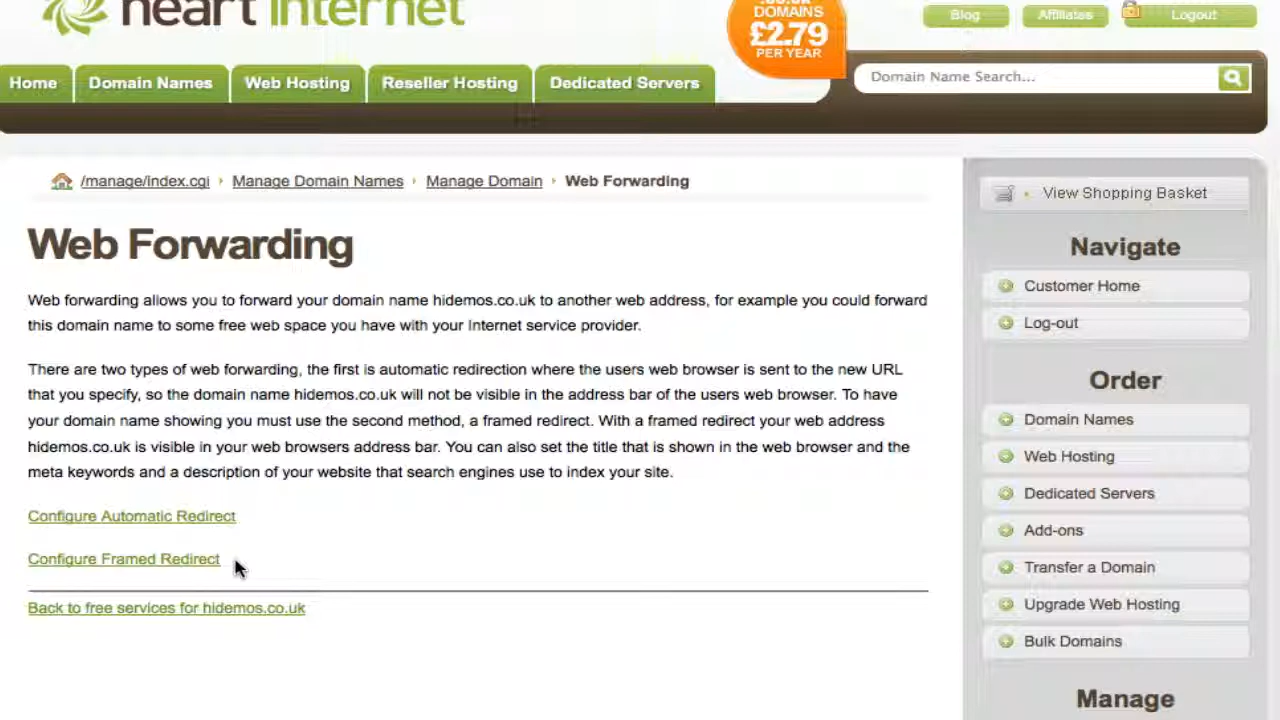 heart internet
DOMAINS
£2.79
PER YEAR
Blog
Affiliates
Logout
Home
Domain Names
Web Hosting
Reseller Hosting
Dedicated Servers
Domain Name Search...
/manage/index.cgi
Manage Domain Names
Manage Domain
Web Forwarding
View Shopping Basket
Web Forwarding
Web forwarding allows you to forward your domain name hidemos.co.uk to another web address, for example you could forward
this domain name to some free web space you have with your Internet service provider.
There are two types of web forwarding, the first is automatic redirection where the users web browser is sent to the new URL
that you specify, so the domain name hidemos.co.uk will not be visible in the address bar of the users web browser. To have
your domain name showing you must use the second method, a framed redirect. With a framed redirect your web address
hidemos.co.uk is visible in your web browsers address bar. You can also set the title that is shown in the web browser and the
meta keywords and a description of your website that search engines use to index your site.
Configure Automatic Redirect
Configure Framed Redirect
Back to free services for hidemos.co.uk
Navigate
Customer Home
Log-out
Order
Domain Names
Web Hosting
Dedicated Servers
Add-ons
Transfer a Domain
Upgrade Web Hosting
Bulk Domains
Manage